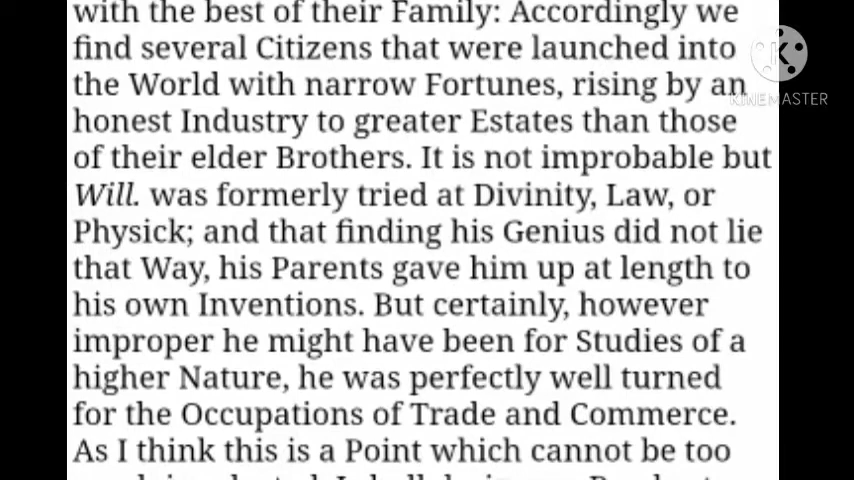 with the best of their Family: Accordingly we
find several Citizens that were launched into
the World with narrow Fortunes, rising by an
honest Industry to greater Estates than those
of their elder Brothers. It is not improbable but
Will. was formerly tried at Divinity, Law, or
Physick; and that finding his Genius did not lie
that Way, his Parents gave him up at length to
his own Inventions. But certainly, however
improper he might have been for Studies of a
higher Nature, he was perfectly well turned
for the Occupations of Trade and Commerce.
As I think this is a Point which cannot be too
K
KINEMASTER